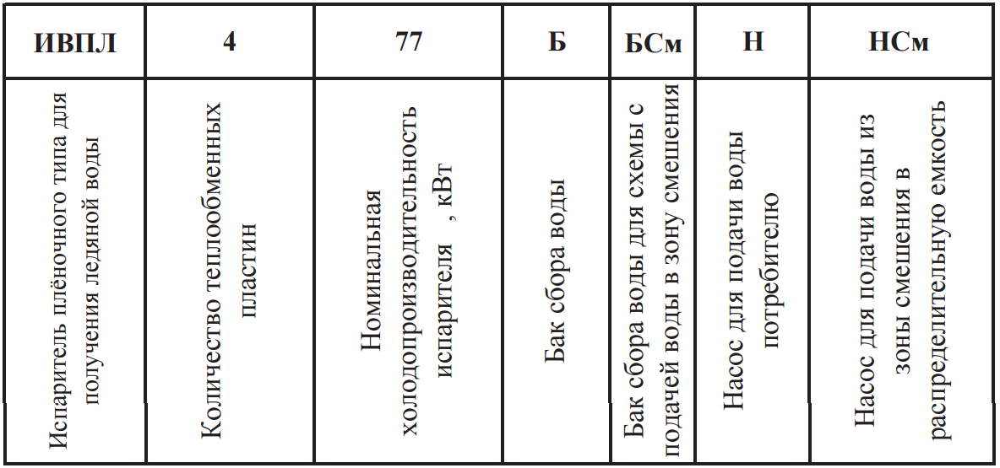 ИВПЛ
4
77
Б
БСм
Н
НСм
Испаритель плёночного типа для
получения ледяной воды
Количество теплообменных
пластин
Номинальная
холодопроизводительность
испарителя , кВт
Бак сбора воды
Бак сбора воды для схемы с
подачей воды в зону смешения
Насос для подачи воды
потребителю
Насос для подачи воды из
зоны смешения в
распределительную емкость